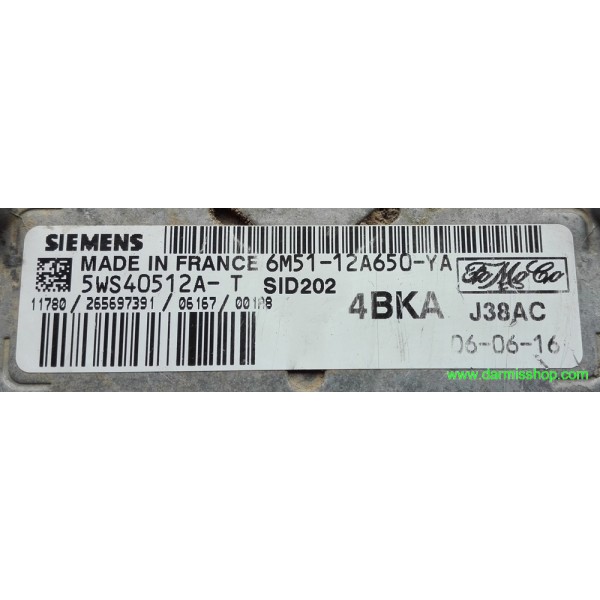 SIEMENS
MADE IN FRANCE 6M51-12A650-YA
5WS40512A-T SID202 FoMoCo
11780/265697391/06167/001A8
4BKA J38AC
06-06-16
www.darmisshop.com